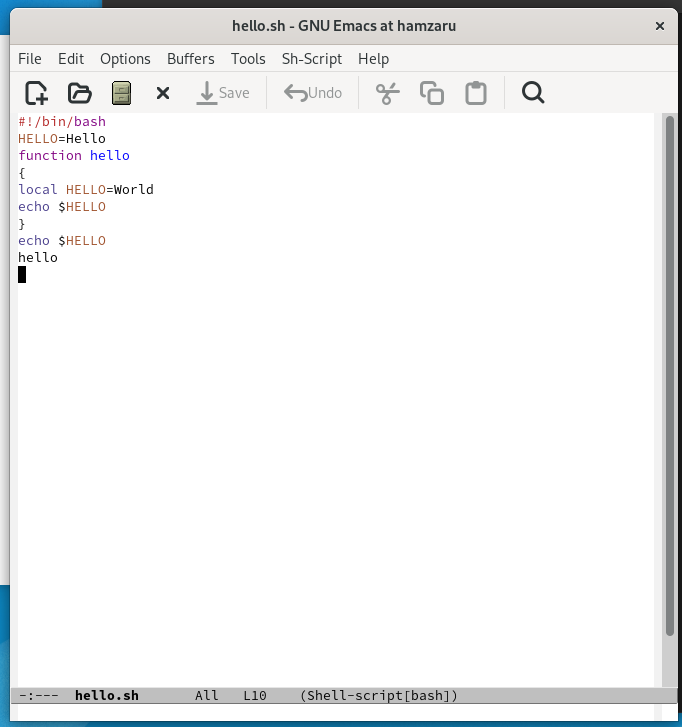 hello.sh - GNU Emacs at hamzaru
File Edit Options Buffers Tools Sh-Script Help
Save Undo
#!/bin/bash
HELLO=Hello
function hello
{
local HELLO=World
echo $HELLO
}
echo $HELLO
hello
-:--- hello.sh All L10 (Shell-script[bash])